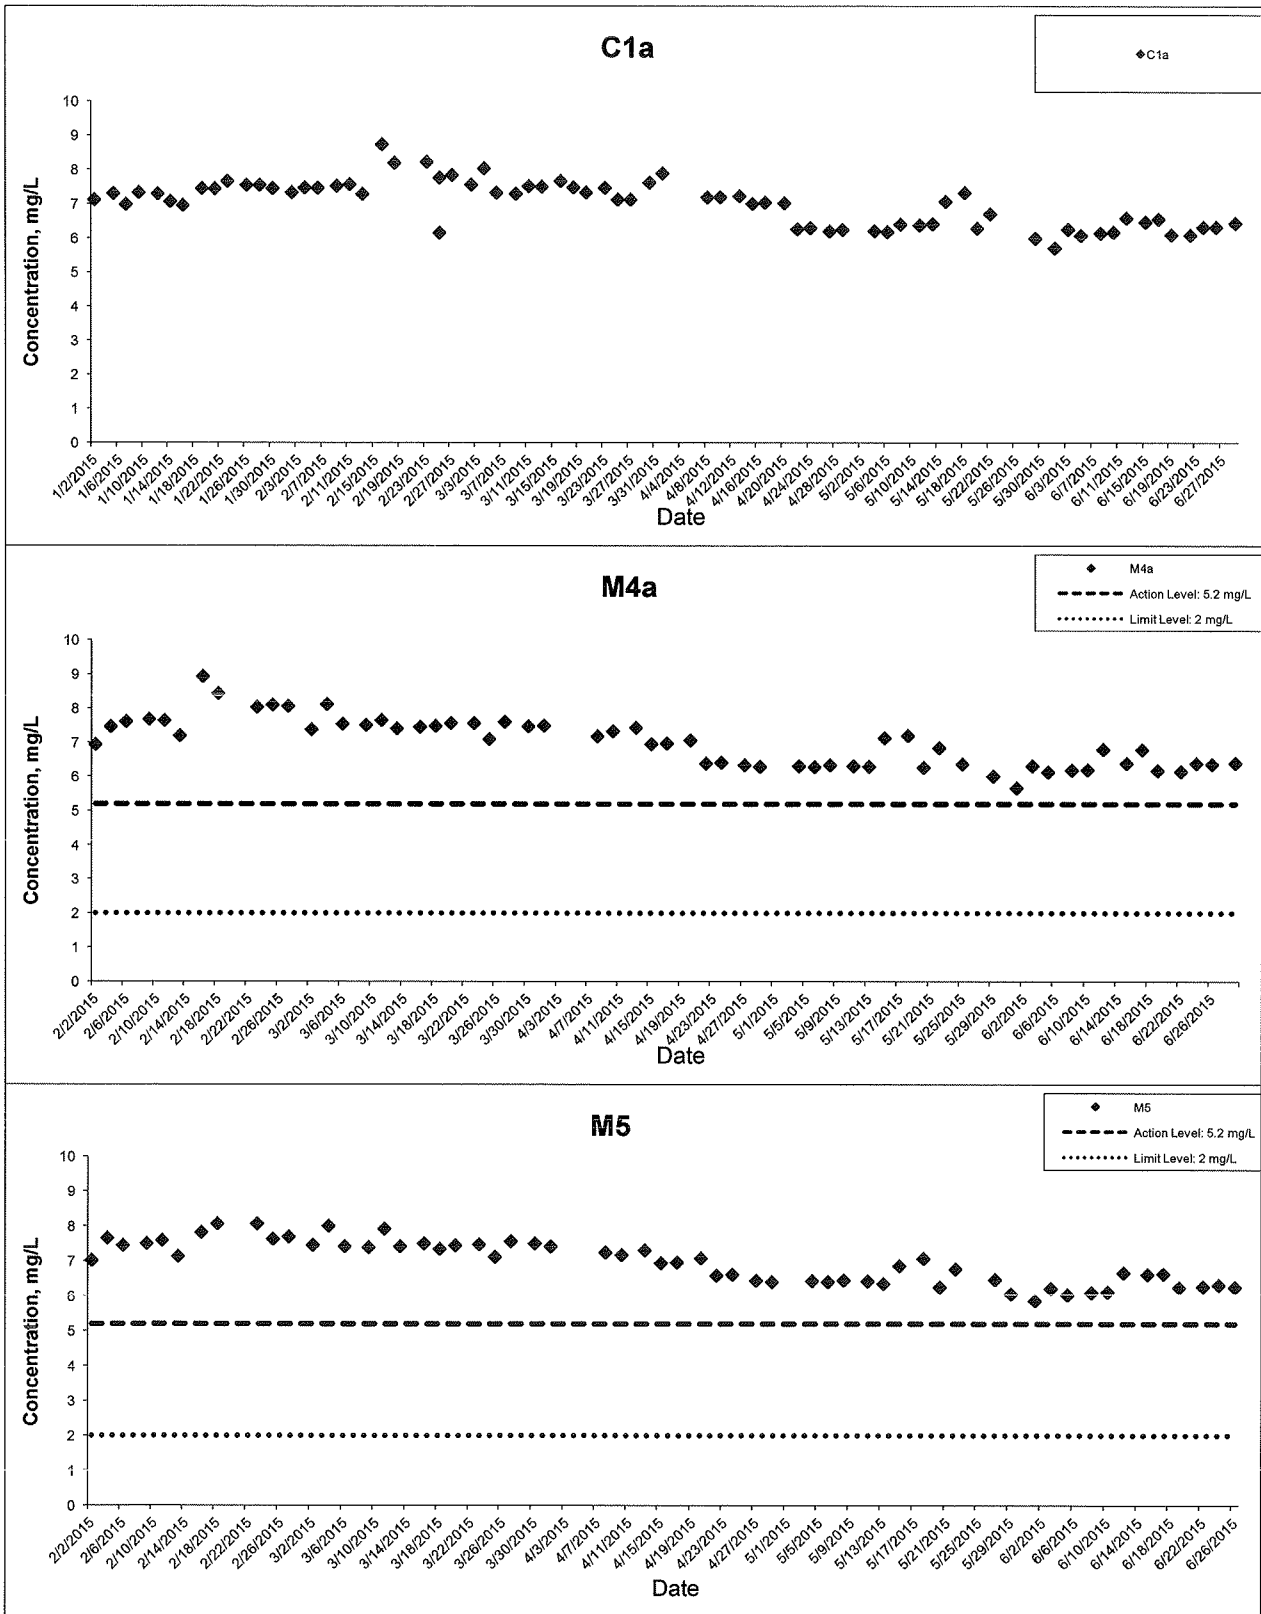 C1a
C1a
Concentration, mg/L
10
9
8
7
6
5
4
3
2
1
0
1/2/2015 1/6/2015 1/10/2015 1/14/2015 1/18/2015 1/22/2015 1/26/2015 1/30/2015 2/3/2015 2/7/2015 2/11/2015 2/15/2015 2/19/2015 2/23/2015 2/27/2015 3/3/2015 3/7/2015 3/11/2015 3/15/2015 3/19/2015 3/23/2015 3/27/2015 3/31/2015 4/4/2015 4/8/2015 4/12/2015 4/16/2015 4/20/2015 4/24/2015 4/28/2015 5/2/2015 5/6/2015 5/10/2015 5/14/2015 5/18/2015 5/22/2015 5/26/2015 5/30/2015 6/3/2015 6/7/2015 6/11/2015 6/15/2015 6/19/2015 6/23/2015 6/27/2015
Date
M4a
M4a
Action Level: 5.2 mg/L
Limit Level: 2 mg/L
Concentration, mg/L
10
9
8
7
6
5
4
3
2
1
0
2/2/2015 2/6/2015 2/10/2015 2/14/2015 2/18/2015 2/22/2015 2/26/2015 3/2/2015 3/6/2015 3/10/2015 3/14/2015 3/18/2015 3/22/2015 3/26/2015 3/30/2015 4/3/2015 4/7/2015 4/11/2015 4/15/2015 4/19/2015 4/23/2015 4/27/2015 5/1/2015 5/5/2015 5/9/2015 5/13/2015 5/17/2015 5/21/2015 5/25/2015 5/29/2015 6/2/2015 6/6/2015 6/10/2015 6/14/2015 6/18/2015 6/22/2015 6/26/2015
Date
M5
M5
Action Level: 5.2 mg/L
Limit Level: 2 mg/L
Concentration, mg/L
10
9
8
7
6
5
4
3
2
1
0
2/2/2015 2/6/2015 2/10/2015 2/14/2015 2/18/2015 2/22/2015 2/26/2015 3/2/2015 3/6/2015 3/10/2015 3/14/2015 3/18/2015 3/22/2015 3/26/2015 3/30/2015 4/3/2015 4/7/2015 4/11/2015 4/15/2015 4/19/2015 4/23/2015 4/27/2015 5/1/2015 5/5/2015 5/9/2015 5/13/2015 5/17/2015 5/21/2015 5/25/2015 5/29/2015 6/2/2015 6/6/2015 6/10/2015 6/14/2015 6/18/2015 6/22/2015 6/26/2015
Date